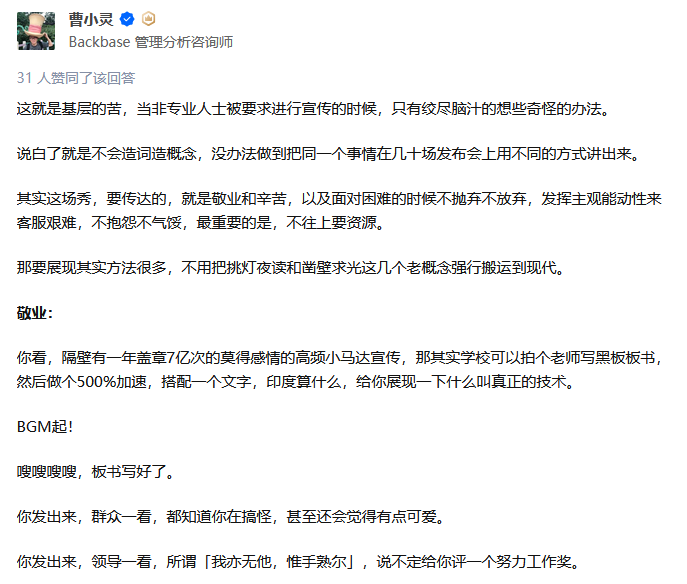 曹小灵
Backbase 管理分析咨询师
31 人赞同了该回答
这就是基层的苦，当非专业人士被要求进行宣传的时候，只有绞尽脑汁的想些奇怪的办法。
说白了就是不会造词造概念，没办法做到把同一个事情在几十场发布会上用不同的方式讲出来。
其实这场秀，要传达的，就是敬业和辛苦，以及面对困难的时候不抛弃不放弃，发挥主观能动性来
客服艰难，不抱怨不气馁，最重要的是，不往上要资源。
那要展现其实方法很多，不用把挑灯夜读和凿壁求光这几个老概念强行搬运到现代。
敬业：
你看，隔壁有一年盖章7亿次的莫得感情的高频小马达宣传，那其实学校可以拍个老师写黑板板书，
然后做个500%加速，搭配一个文字，印度算什么，给你展现一下什么叫真正的技术。
BGM起！
嗖嗖嗖嗖，板书写好了。
你发出来，群众一看，都知道你在搞怪，甚至还会觉得有点可爱。
你发出来，领导一看，所谓「我亦无他，惟手熟尔」，说不定给你评一个努力工作奖。